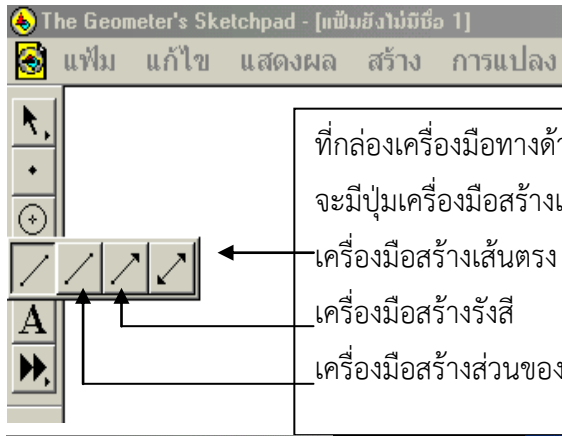 The Geometer's Sketchpad - [แฟ้มยังไม่มีชื่อ 1]
แฟ้ม แก้ไข แสดงผล สร้าง การแปลง
ที่กล่องเครื่องมือทางด้า
จะมีปุ่มเครื่องมือสร้างเ
เครื่องมือสร้างเส้นตรง
A
เครื่องมือสร้างรังสี
เครื่องมือสร้างส่วนของ